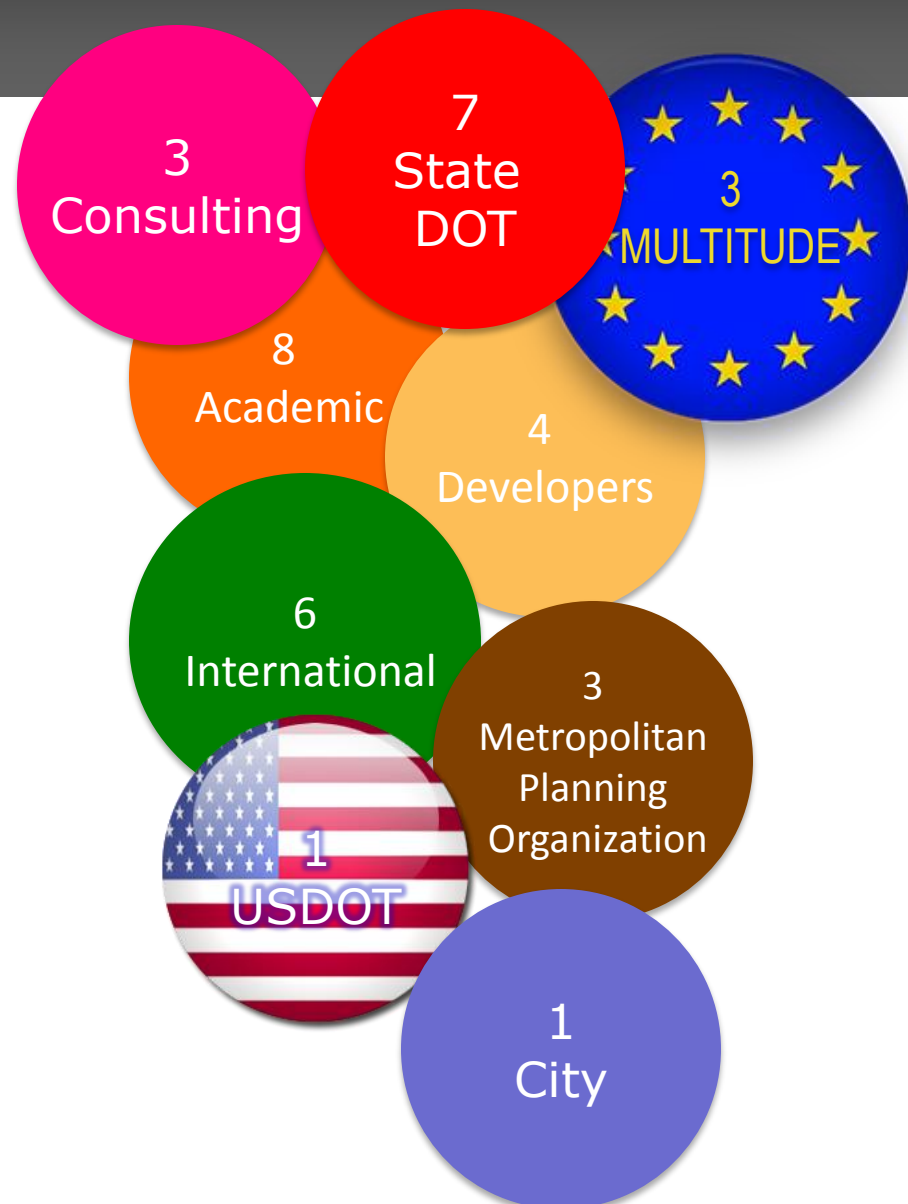 3
Consulting
7
State
DOT
3
MULTITUDE
8
Academic
4
Developers
6
International
3
Metropolitan
Planning
Organization
1
USDOT
1
City